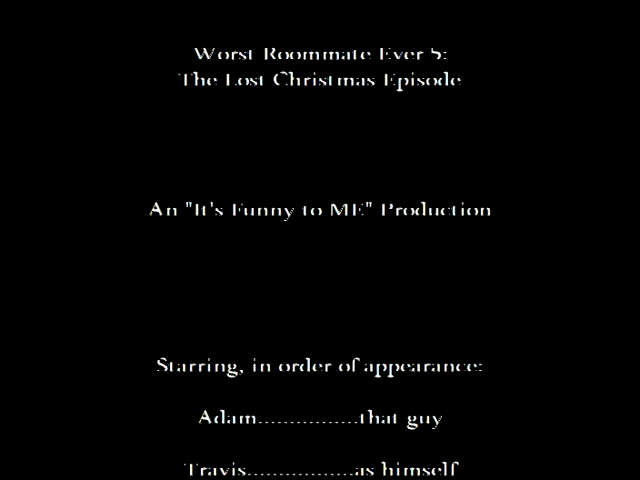 Worst Roommate Ever 5:
The Lost Christmas Episode
An "It's Funny to ME" Production
Starring, in order of appearance:
Adam................that guy
Travis.................as himself